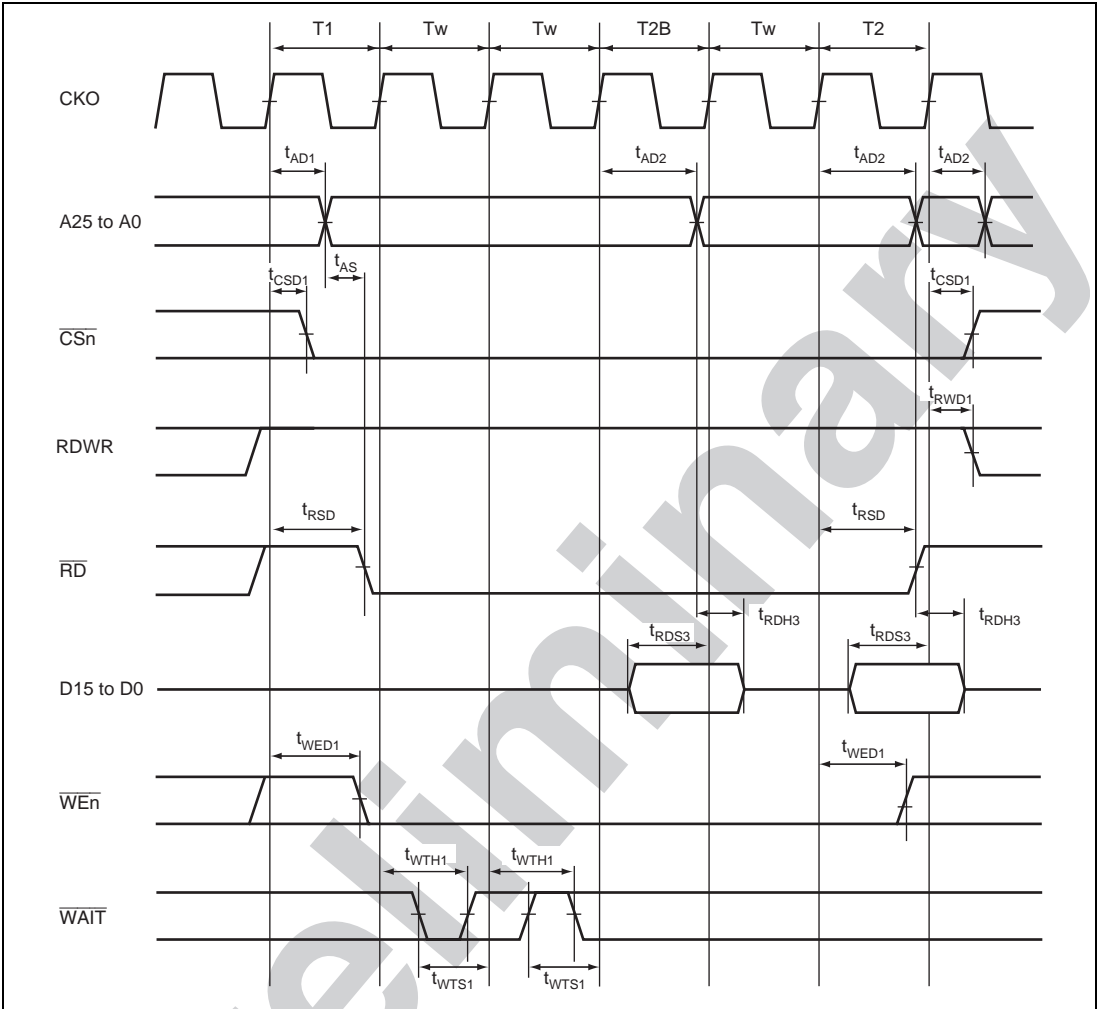 T1 Tw Tw T2B Tw T2
CKO
tAD1 tAD2 tAD2 tAD2
A25 to A0
tCSD1 tAS tCSD1
CSn
tRWD1
RDWR
tRSD tRSD
RD
tRDS3 tRDH3 tRDS3 tRDH3
D15 to D0
tWED1 tWED1
WEn
tWTH1 tWTH1
WAIT
tWTS1 tWTS1
reliminary